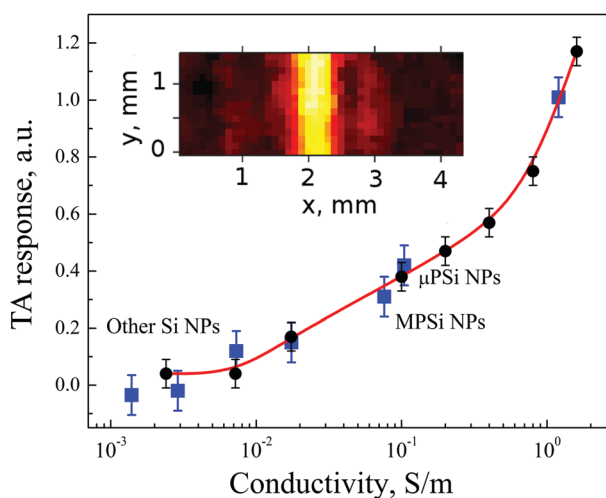 1.2
1.0
0.8
0.6
0.4
0.2
0.0
TA response, a.u.
y, mm
1
0
1 2 3 4
x, mm
μPSi NPs
MPSi NPs
Other Si NPs
10⁻³ 10⁻² 10⁻¹ 10⁰
Conductivity, S/m